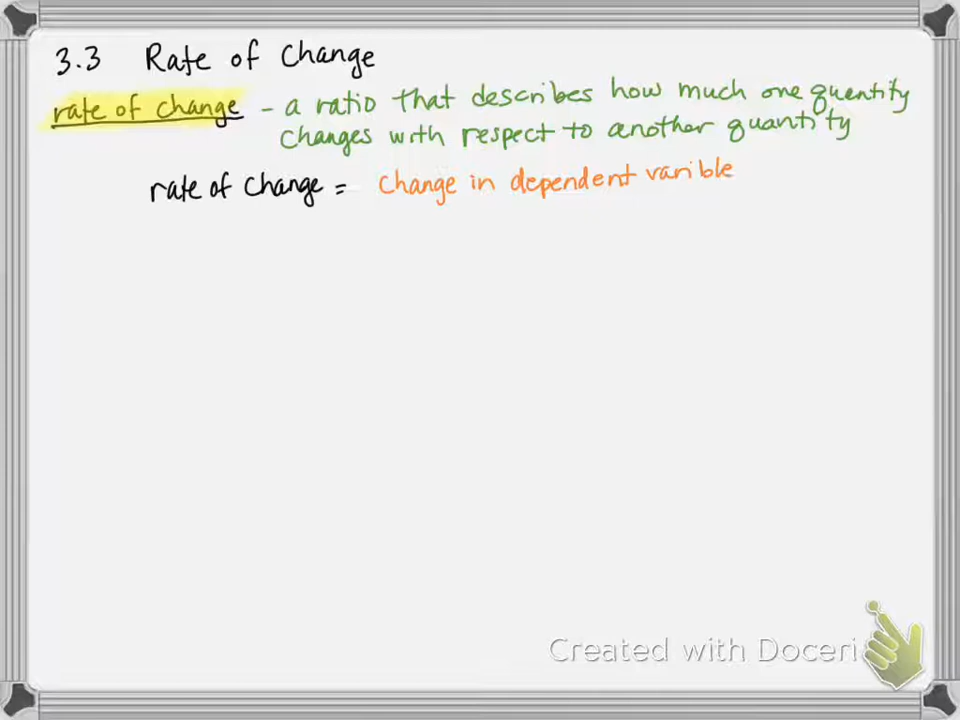 3.3 Rate of Change
rate of change - a ratio that describes how much one quentity
changes with respect to another quantity
rate of change = change in dependent varible
Created with Doceri